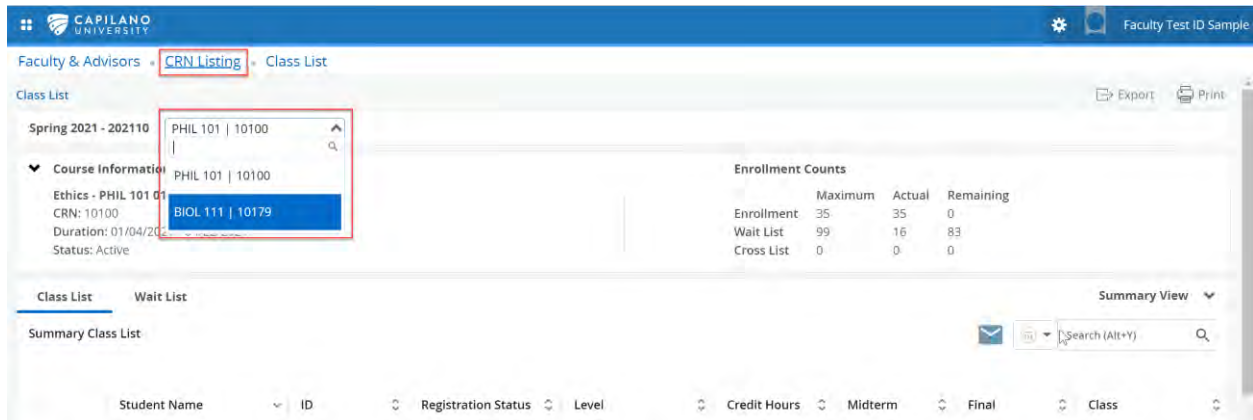 CAPILANO
UNIVERSITY
Faculty Test ID Sample
Faculty & Advisors • CRN Listing • Class List
Class List
Export Print
Spring 2021 - 202110 PHIL 101 | 10100
PHIL 101 | 10100
BIOL 111 | 10179
Course Informatio
Ethics - PHIL 101 01
CRN: 10100
Duration: 01/04/202
Status: Active
Enrollment Counts
Maximum Actual Remaining
Enrollment 35 35 0
Wait List 99 16 83
Cross List 0 0 0
Class List Wait List Summary View
Summary Class List Search (Alt+Y)
Student Name ID Registration Status Level Credit Hours Midterm Final Class